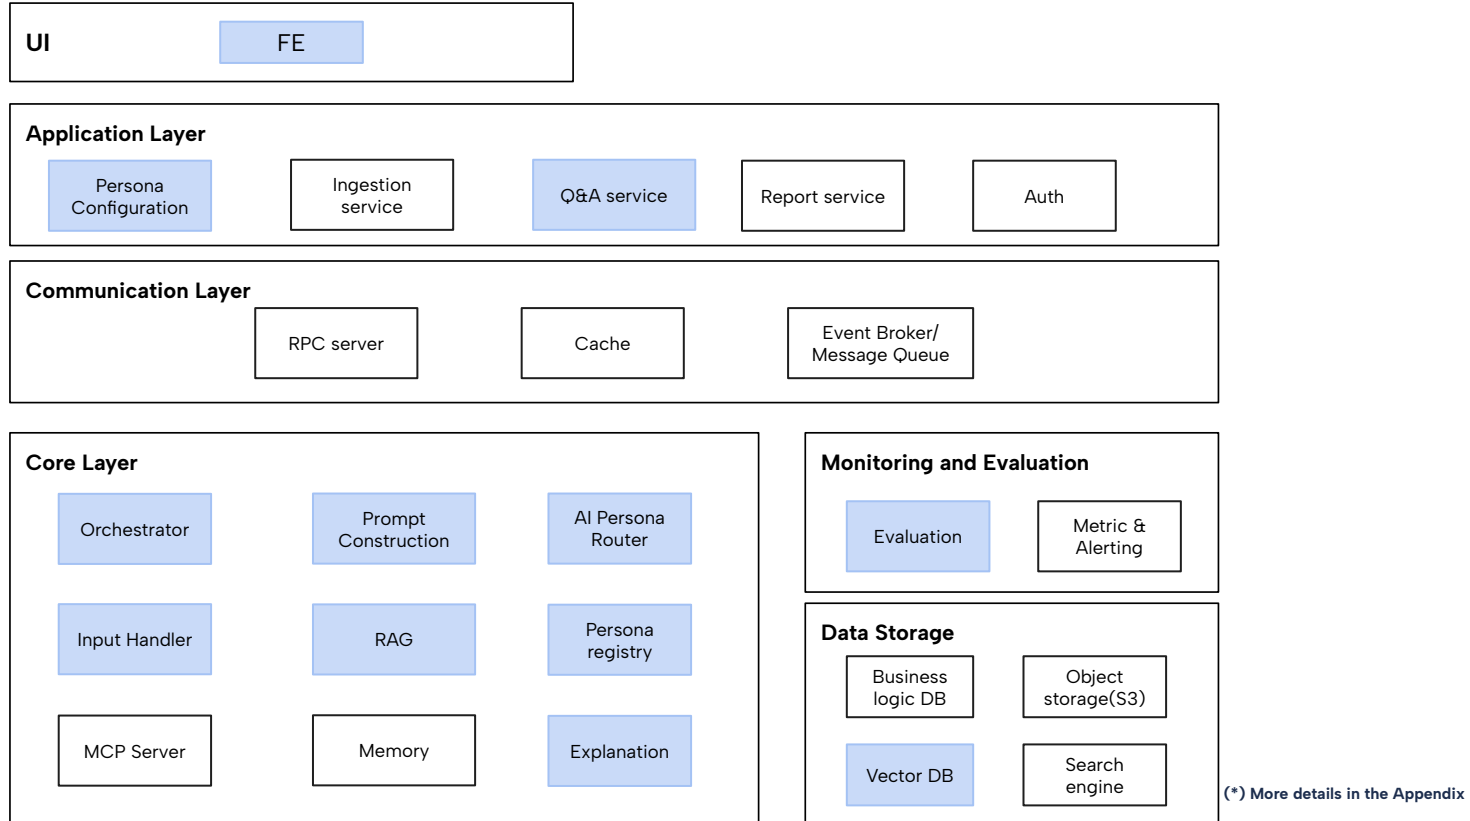 UI
FE
Application Layer
Persona
Configuration
Ingestion
service
Q&A service
Report service
Auth
Communication Layer
RPC server
Cache
Event Broker/
Message Queue
Core Layer
Orchestrator
Prompt
Construction
AI Persona
Router
Input Handler
RAG
Persona
registry
MCP Server
Memory
Explanation
Monitoring and Evaluation
Evaluation
Metric &
Alerting
Data Storage
Business
logic DB
Object
storage(S3)
Vector DB
Search
engine
(*) More details in the Appendix